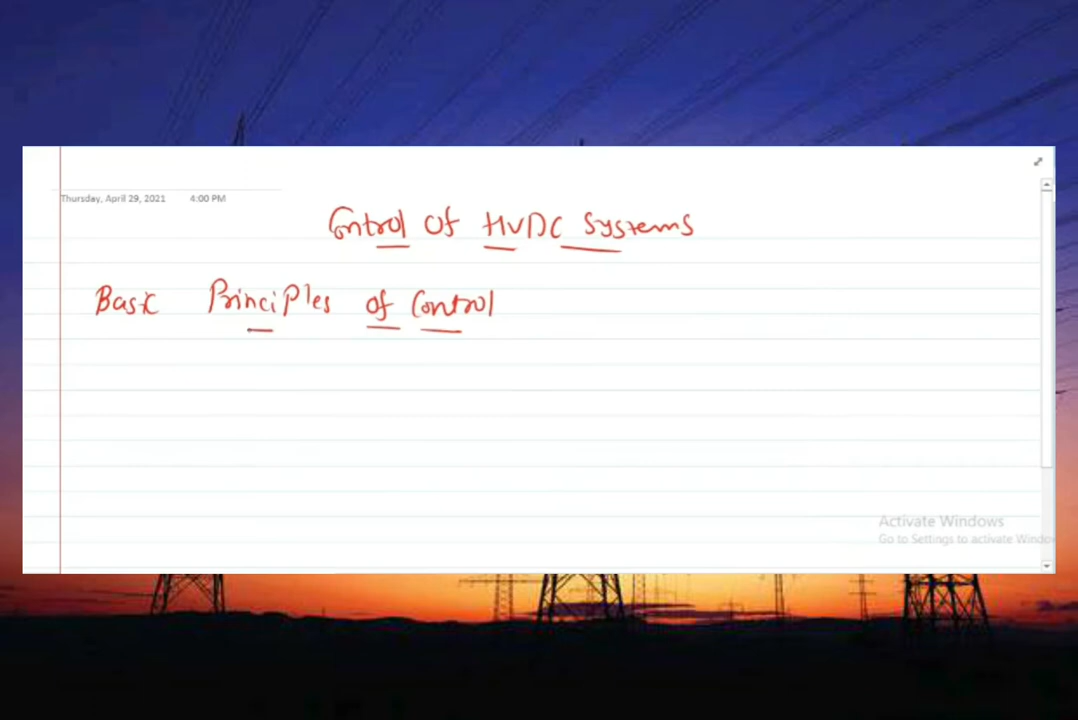 Thursday, April 29, 2021 4:00 PM
Control Of HVDC Systems
Basic Principles of Control
Activate Windows
Go to Settings to activate Windo